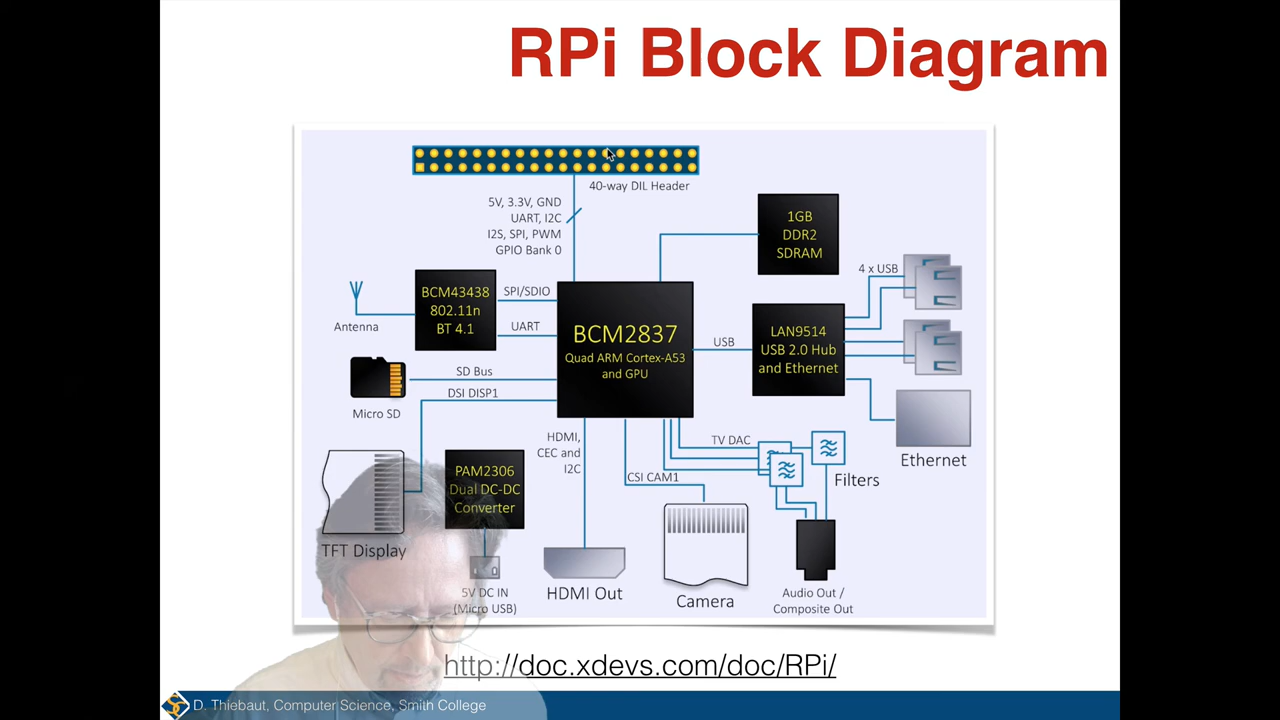 RPi Block Diagram
40-way DIL Header
5V, 3.3V, GND
UART, I2C
I2S, SPI, PWM
GPIO Bank 0
1GB
DDR2
SDRAM
4 x USB
BCM43438
802.11n
BT 4.1
SPI/SDIO
UART
Antenna
BCM2837
Quad ARM Cortex-A53
and GPU
USB
LAN9514
USB 2.0 Hub
and Ethernet
SD Bus
Micro SD
DSI DISP1
HDMI,
CEC and
I2C
TV DAC
CSI CAM1
Filters
Ethernet
PAM2306
Dual DC-DC
Converter
TFT Display
5V DC IN
(Micro USB)
HDMI Out
Camera
Audio Out /
Composite Out
http://doc.xdevs.com/doc/RPi/
D. Thiebaut, Computer Science, Smith College